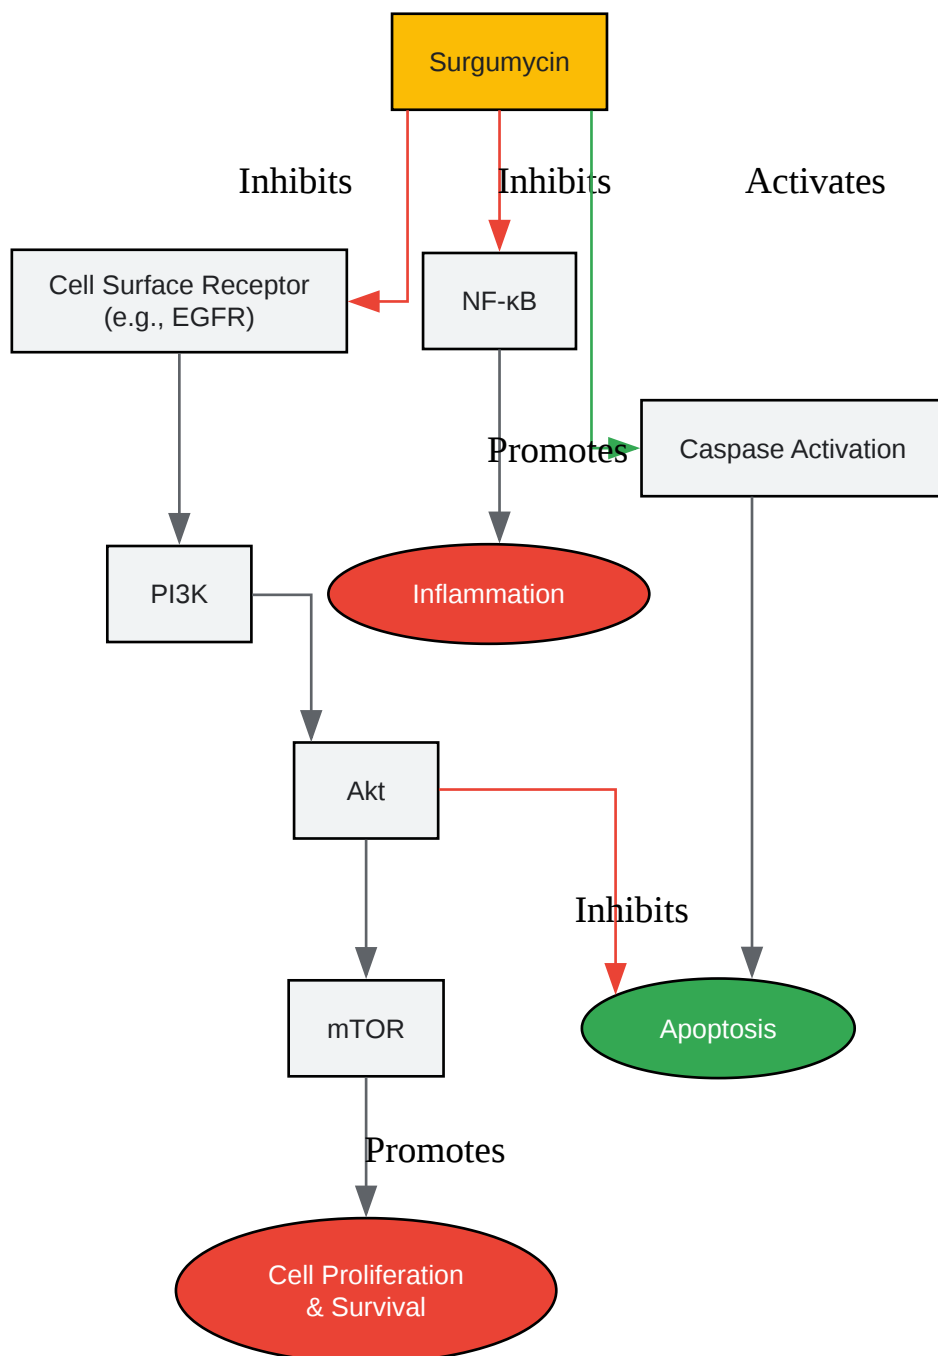 Surgumycin
Inhibits
Inhibits
Activates
Cell Surface Receptor
(e.g., EGFR)
NF-κB
Promotes
Caspase Activation
PI3K
Inflammation
Akt
Inhibits
mTOR
Apoptosis
Promotes
Cell Proliferation
& Survival